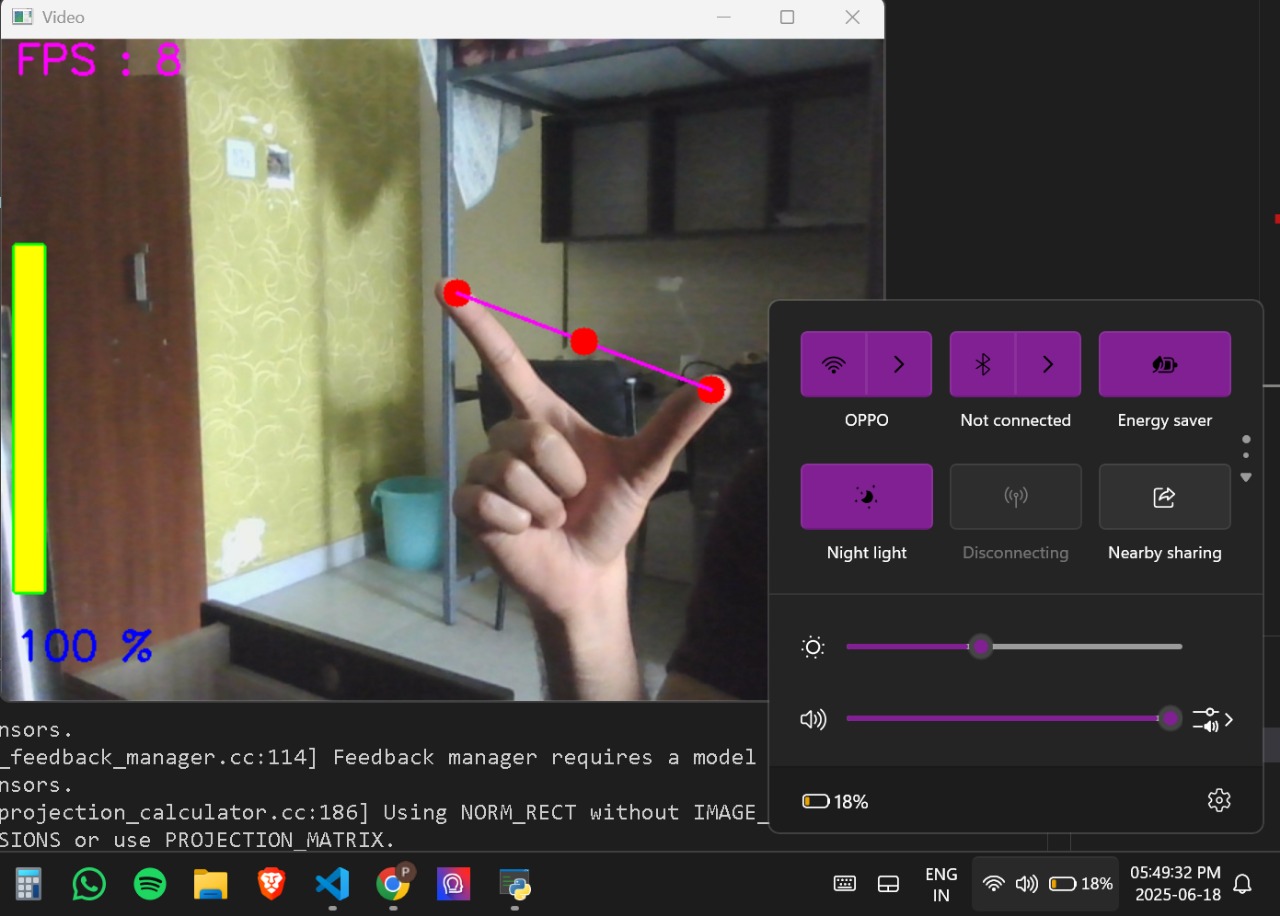 Video
FPS : 8
100 %
nsors.
_feedback_manager.cc:114] Feedback manager requires a model
nsors.
projection_calculator.cc:186] Using NORM_RECT without IMAGE_
SIONS or use PROJECTION_MATRIX.
OPPO
Not connected
Energy saver
Night light
Disconnecting
Nearby sharing
18%
P
ENG
IN
18%
05:49:32 PM
2025-06-18